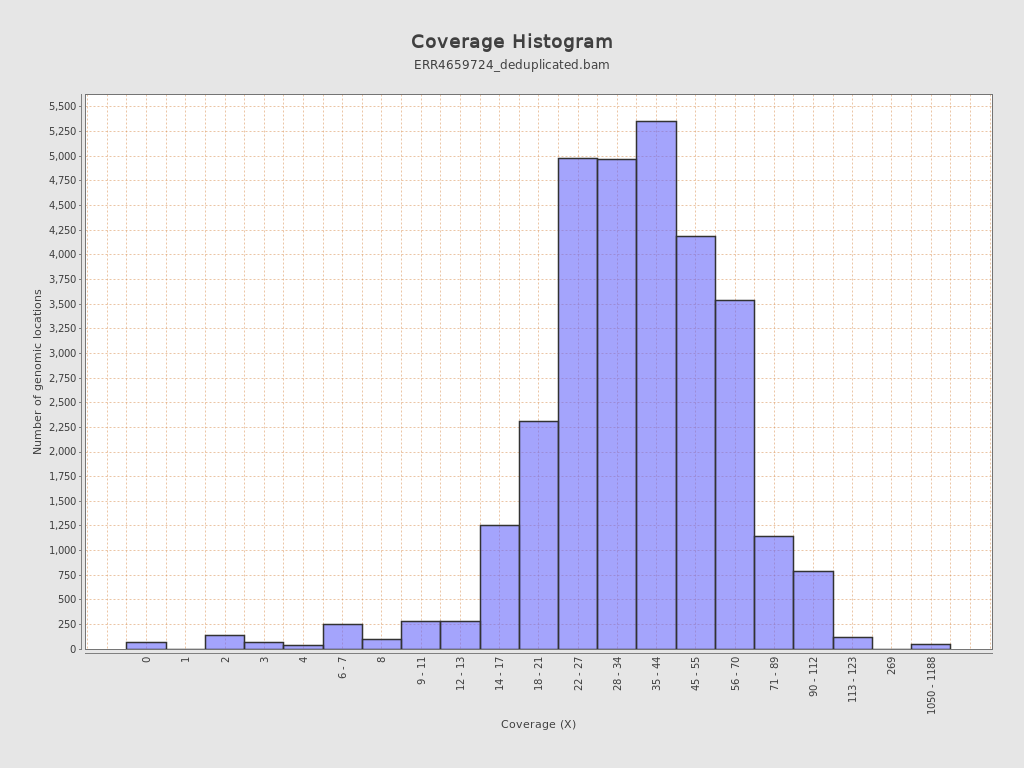 Coverage Histogram
ERR4659724_deduplicated.bam
5,500
5,250
5,000
4,750
4,500
4,250
4,000
3,750
3,500
3,250
3,000
2,750
2,500
2,250
2,000
1,750
1,500
1,250
1,000
750
500
250
0
Number of genomic locations
0
1
2
3
4
6 - 7
8
9 - 11
12 - 13
14 - 17
18 - 21
22 - 27
28 - 34
35 - 44
45 - 55
56 - 70
71 - 89
90 - 112
113 - 123
269
1050 - 1188
Coverage (X)